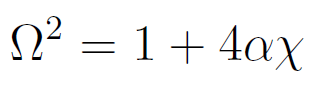 Ω² = 1 + 4αχ